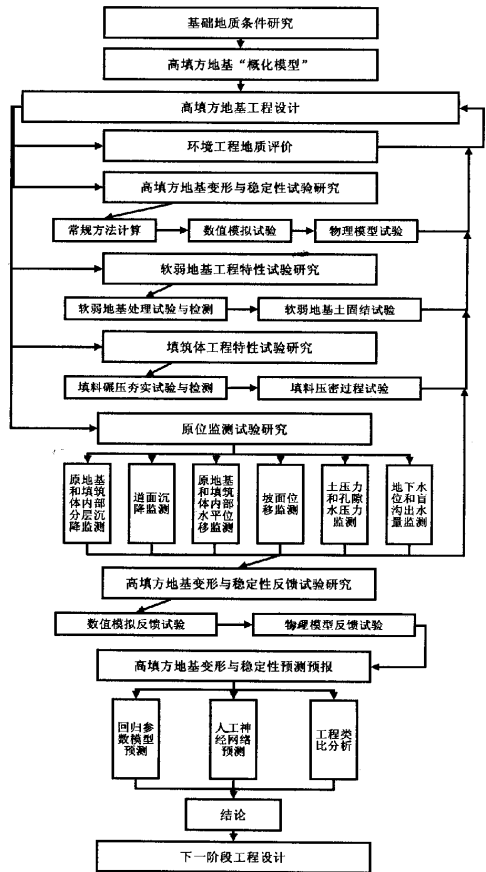 基础地质条件研究
高填方地基“概化模型”
高填方地基工程设计
环境工程地质评价
高填方地基变形与稳定性试验研究
常规方法计算
数值模拟试验
物理模型试验
软弱地基工程特性试验研究
软弱地基处理试验与检测
软弱地基土固结试验
填筑体工程特性试验研究
填料碾压夯实试验与检测
填料压密过程试验
原位监测试验研究
原地基
和填筑
体内部
分层沉
降监测
道面沉
降监测
原地基
和填筑
体内部
水平位
移监测
坡面位
移监测
土压力
和孔隙
水压力
监测
地下水
位和盲
沟出水
量监测
高填方地基变形与稳定性反馈试验研究
数值模拟反馈试验
物理模型反馈试验
高填方地基变形与稳定性预测预报
回归参
数模型
预测
人工神
经网络
预测
工程类
比分析
结论
下一阶段工程设计